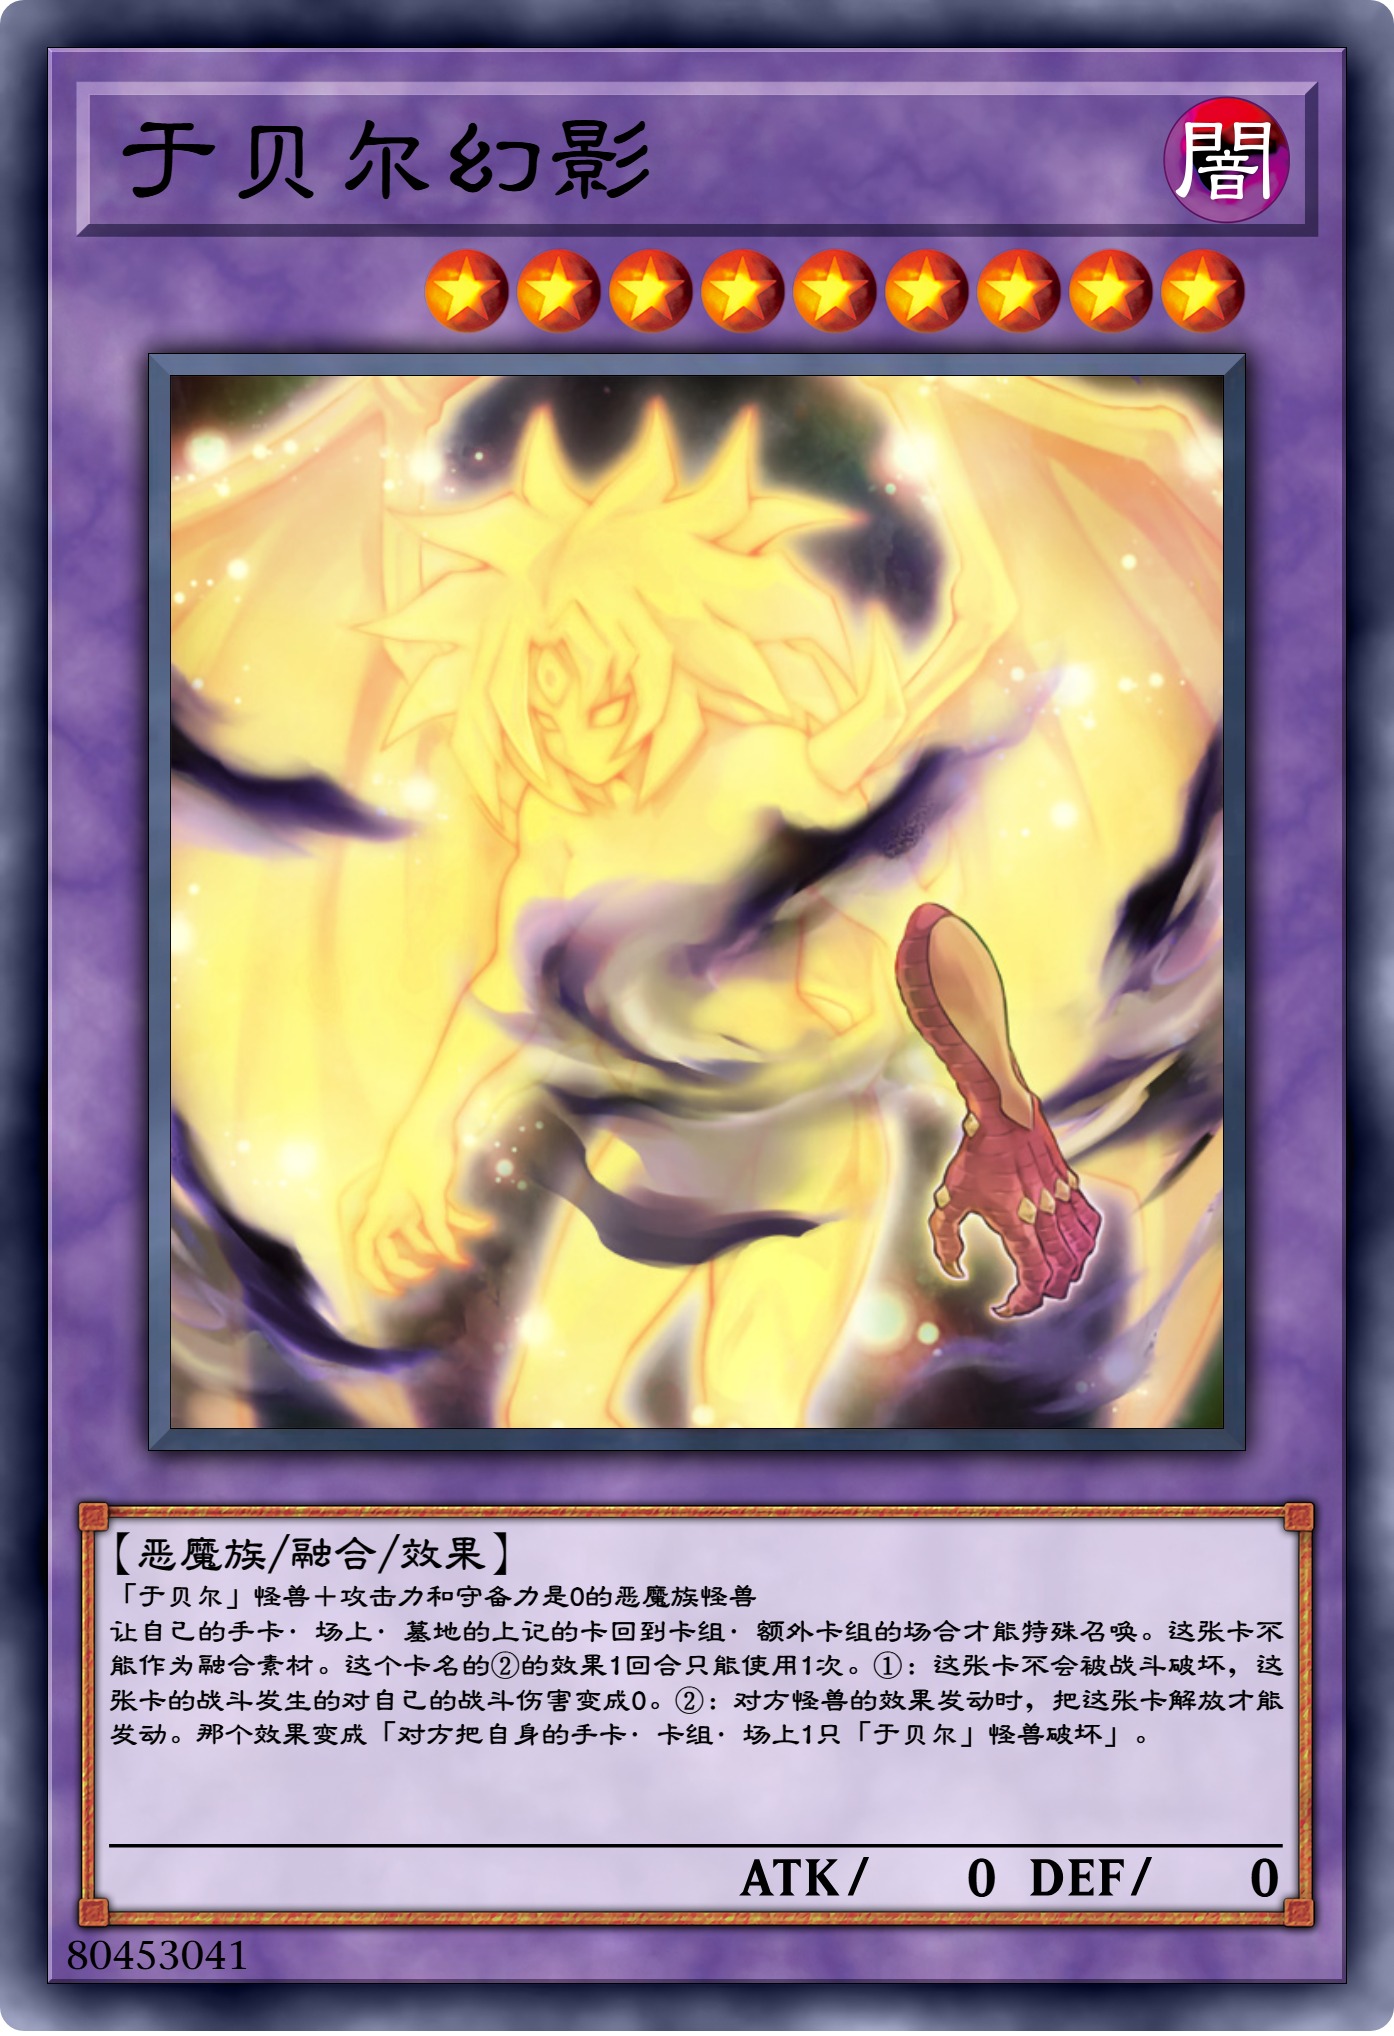 于贝尔幻影
闇
【恶魔族/融合/效果】
「于贝尔」怪兽＋攻击力和守备力是0的恶魔族怪兽
让自己的手卡·场上·墓地的上记的卡回到卡组·额外卡组的场合才能特殊召唤。这张卡不
能作为融合素材。这个卡名的②的效果1回合只能使用1次。①：这张卡不会被战斗破坏，这
张卡的战斗发生的对自己的战斗伤害变成0。②：对方怪兽的效果发动时，把这张卡解放才能
发动。那个效果变成「对方把自身的手卡·卡组·场上1只「于贝尔」怪兽破坏」。
ATK/ 0 DEF/ 0
80453041